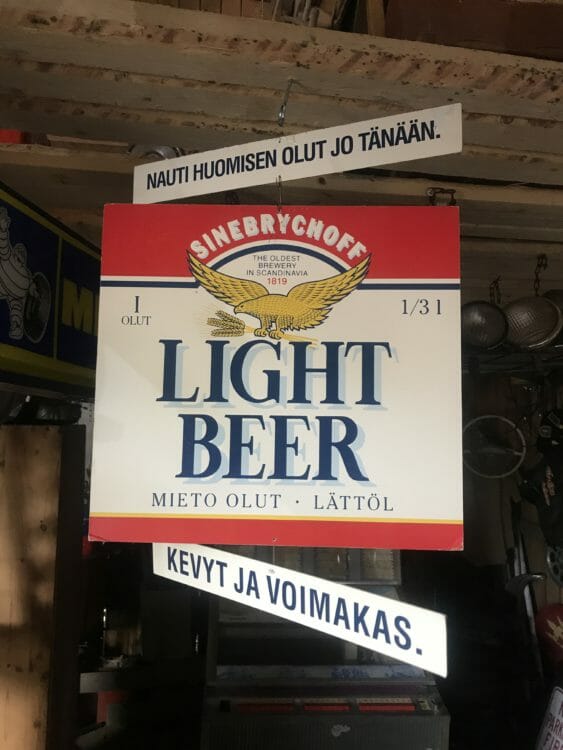 NAUTI HUOMISEN OLUT JO TÄNÄÄN.
SINEBRYCHOFF
THE OLDEST
BREWERY
IN SCANDINAVIA
1819
I
OLUT
1/3 l
LIGHT
BEER
MIETO OLUT · LÄTTÖL
KEVYT JA VOIMAKAS.